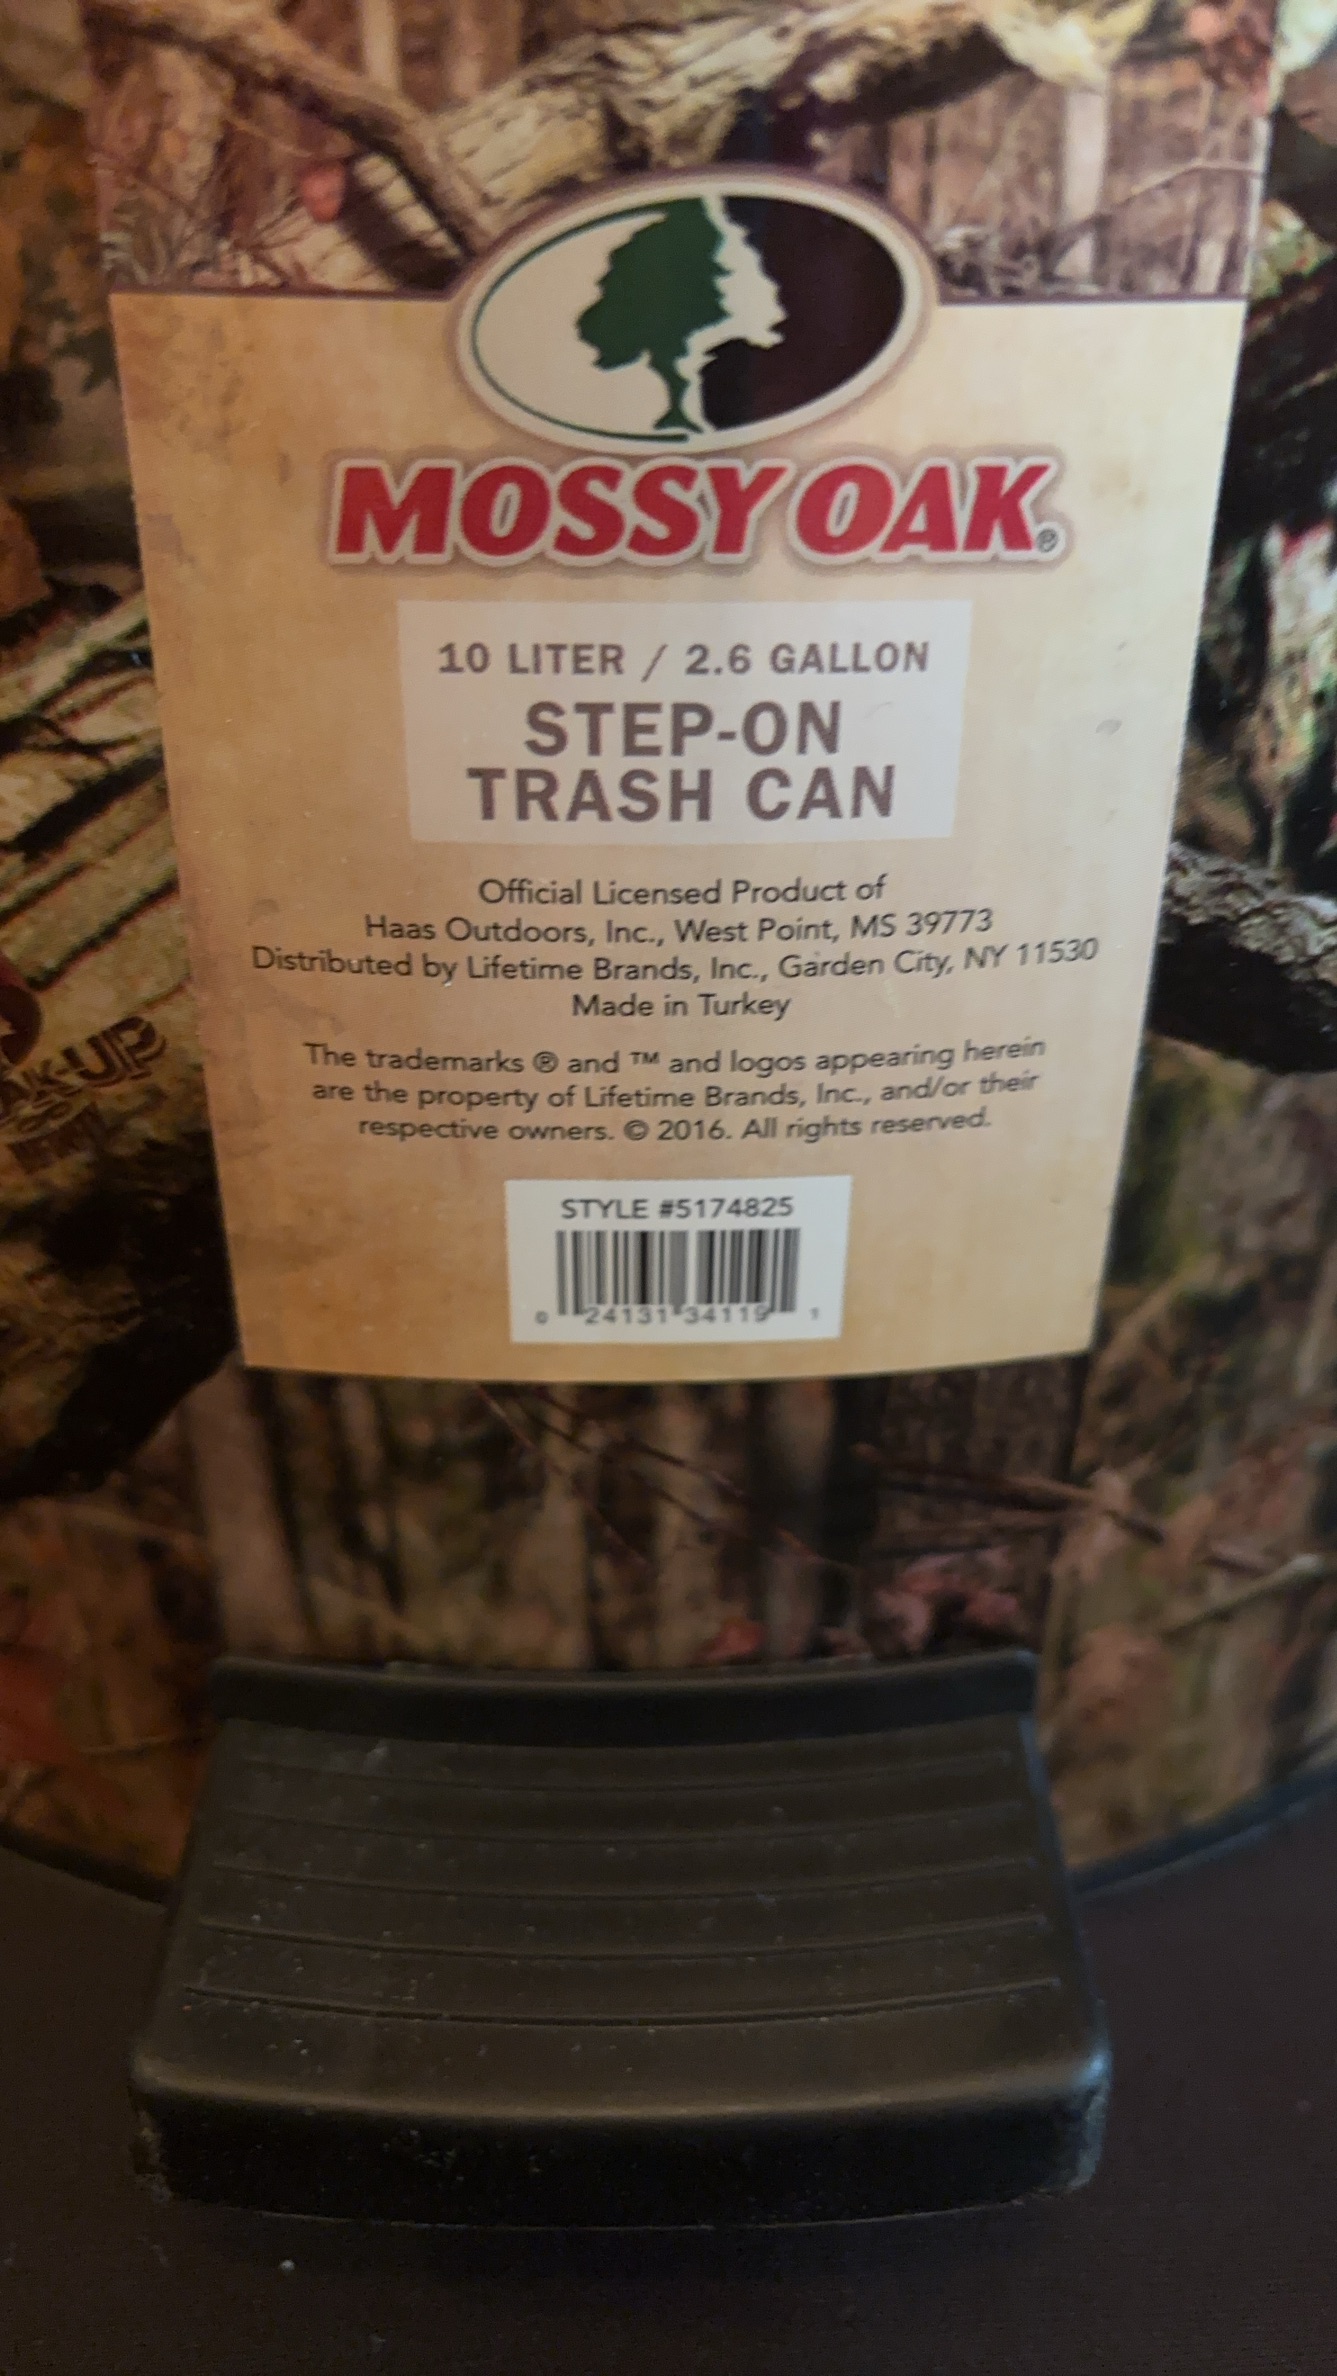 MOSSY OAK®
10 LITER / 2.6 GALLON
STEP-ON
TRASH CAN
Official Licensed Product of
Haas Outdoors, Inc., West Point, MS 39773
Distributed by Lifetime Brands, Inc., Garden City, NY 11530
Made in Turkey
The trademarks ® and ™ and logos appearing herein
are the property of Lifetime Brands, Inc., and/or their
respective owners. © 2016. All rights reserved.
STYLE #5174825
0 24131 34119 1